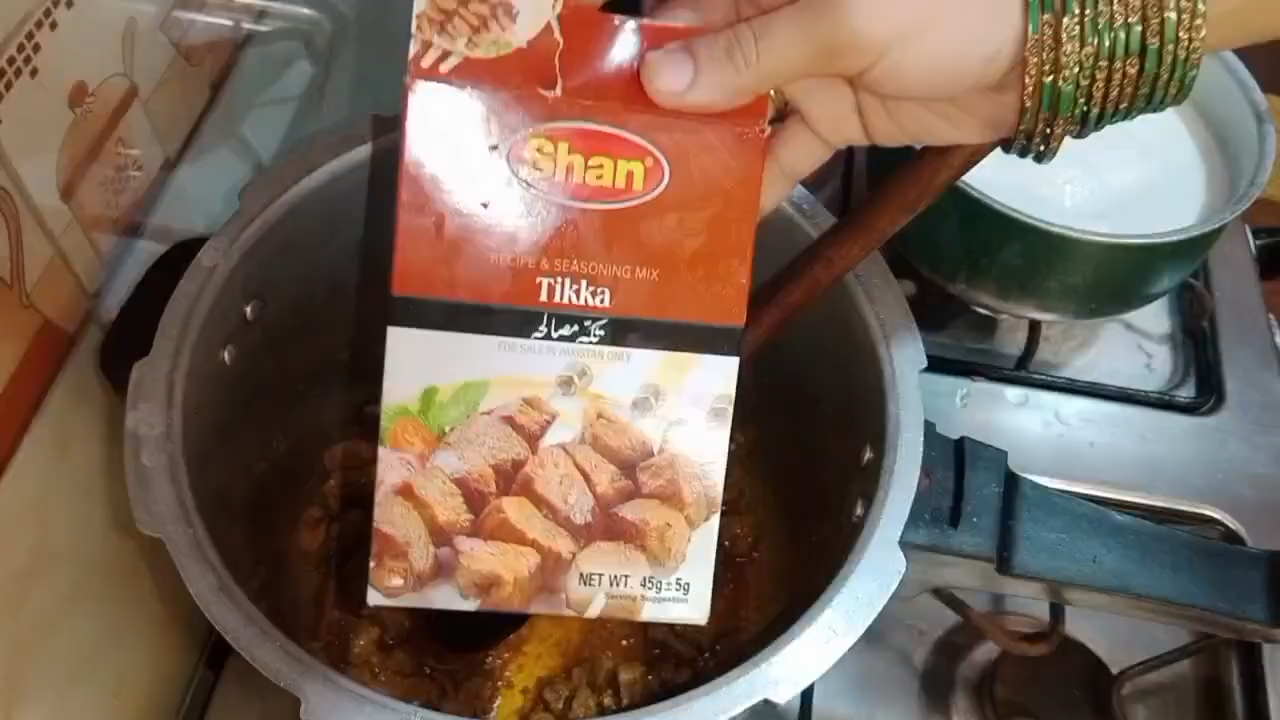 Shan
RECIPE & SEASONING MIX
Tikka
تکہ مصالحہ
FOR SALE IN PAKISTAN ONLY
NET WT. 45g±5g
Serving Suggestion